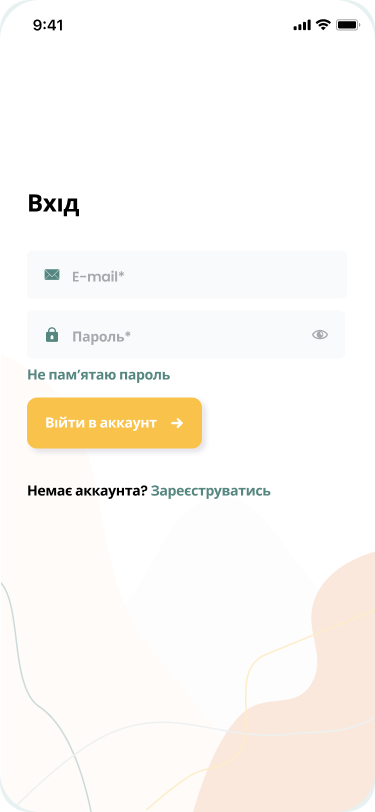 9:41
Вхід
E-mail*
Пароль*
Не пам’ятаю пароль
Війти в аккаунт
Немає аккаунта? Зареєструватись